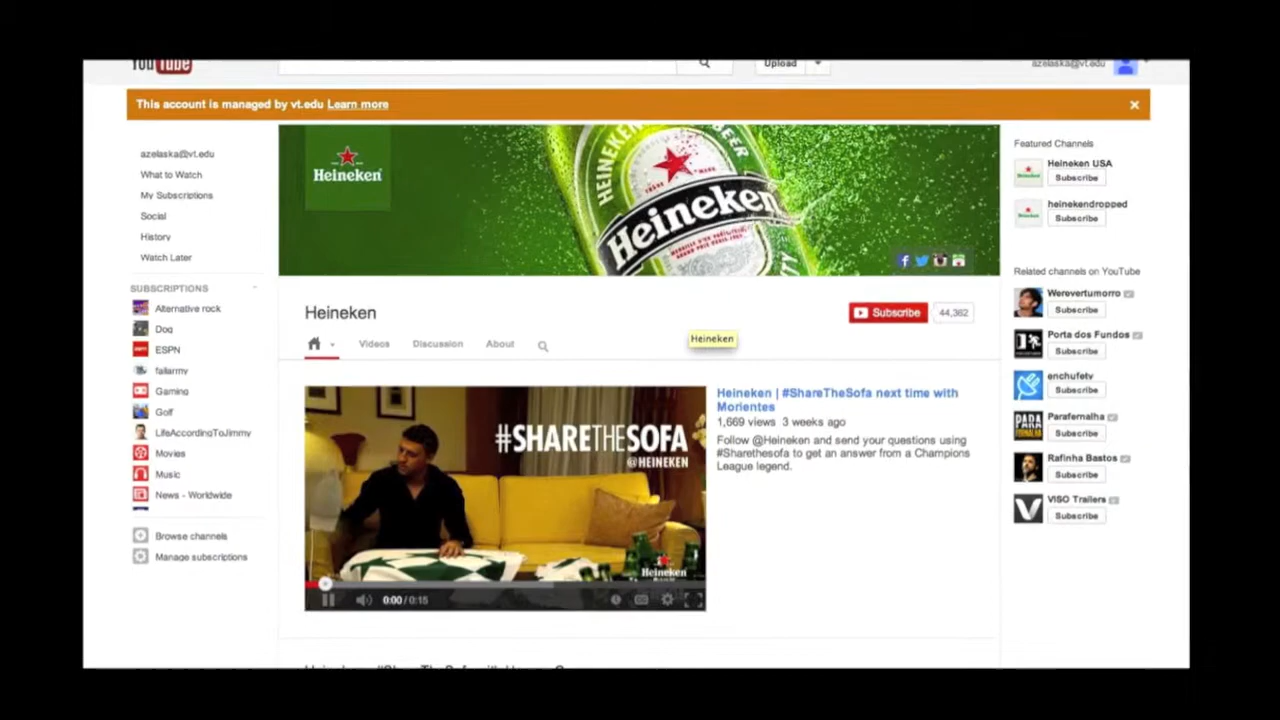 YouTube
Upload
azelaska@vt.edu
This account is managed by vt.edu Learn more
azelaska@vt.edu
What to Watch
My Subscriptions
Social
History
Watch Later
SUBSCRIPTIONS
Alternative rock
Dog
ESPN
failarmy
Gaming
Golf
LifeAccordingToJimmy
Movies
Music
News - Worldwide
Browse channels
Manage subscriptions
Heineken
HEINEKEN
BEER
TRADE MARK
Heineken
Heineken
Subscribe
44,362
Videos
Discussion
About
Heineken
#SHARETHESOFA
@HEINEKEN
Heineken
0:00 / 0:15
Heineken | #ShareTheSofa next time with
Morientes
1,669 views 3 weeks ago
Follow @Heineken and send your questions using
#Sharethesofa to get an answer from a Champions
League legend.
Featured Channels
Heineken USA
Subscribe
heinekendropped
Subscribe
Related channels on YouTube
Werevertumorro
Subscribe
Porta dos Fundos
Subscribe
enchufetv
Subscribe
Parafernalha
Subscribe
Rafinha Bastos
Subscribe
VISO Trailers
Subscribe